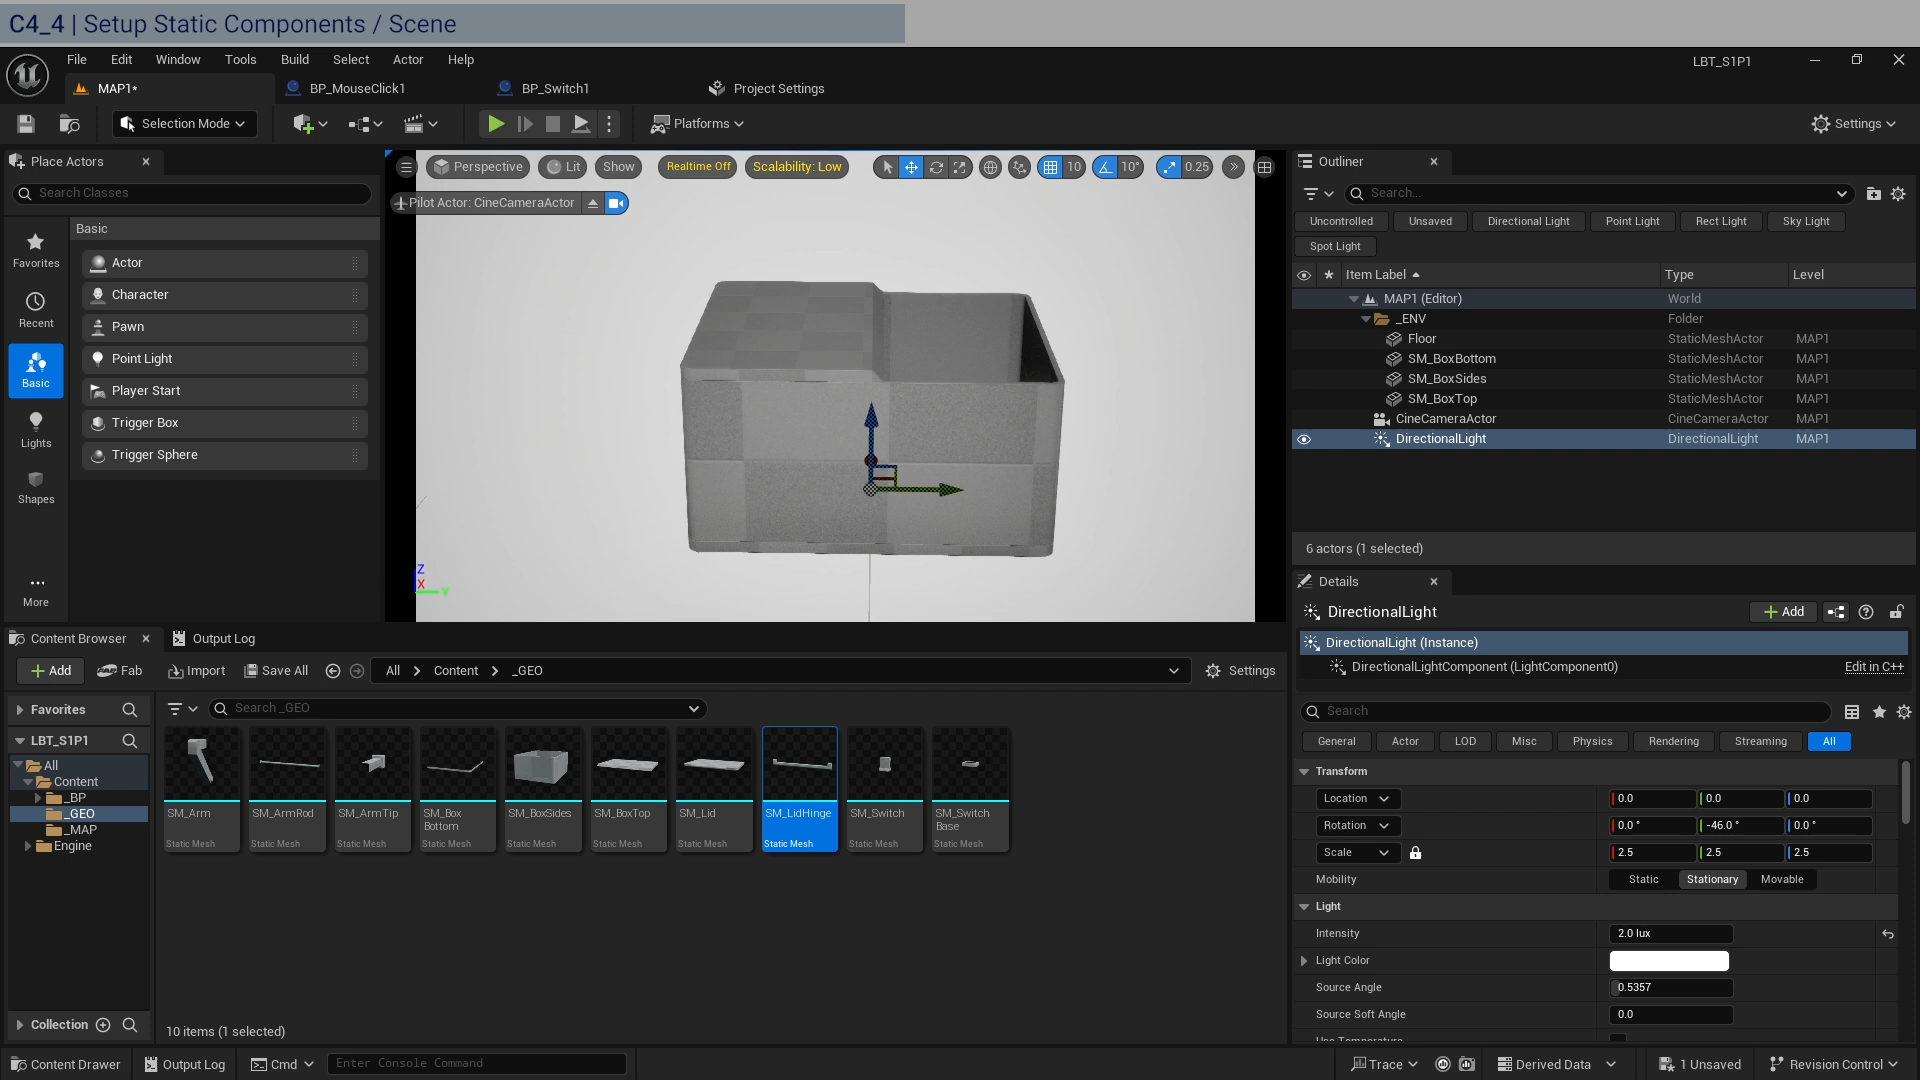 C4_4 | Setup Static Components / Scene
File Edit Window Tools Build Select Actor Help
LBT_S1P1
MAP1* BP_MouseClick1 BP_Switch1 Project Settings
Selection Mode Platforms Settings
Place Actors
Search Classes
Favorites
Recent
Basic
Lights
Shapes
More
Basic
Actor
Character
Pawn
Point Light
Player Start
Trigger Box
Trigger Sphere
Perspective Lit Show Realtime Off Scalability: Low 10 10° 0.25
Pilot Actor: CineCameraActor
Z
X
Y
Outliner
Search...
Uncontrolled Unsaved Directional Light Point Light Rect Light Sky Light
Spot Light
Item Label Type Level
MAP1 (Editor) World
_ENV Folder
Floor StaticMeshActor MAP1
SM_BoxBottom StaticMeshActor MAP1
SM_BoxSides StaticMeshActor MAP1
SM_BoxTop StaticMeshActor MAP1
CineCameraActor CineCameraActor MAP1
DirectionalLight DirectionalLight MAP1
6 actors (1 selected)
Details
DirectionalLight Add
DirectionalLight (Instance)
DirectionalLightComponent (LightComponent0) Edit in C++
Search
General Actor LOD Misc Physics Rendering Streaming All
Transform
Location 0.0 0.0 0.0
Rotation 0.0 ° -46.0 ° 0.0 °
Scale 2.5 2.5 2.5
Mobility Static Stationary Movable
Light
Intensity 2.0 lux
Light Color
Source Angle 0.5357
Source Soft Angle 0.0
Use Temperature
Content Browser Output Log
Add Fab Import Save All All Content _GEO Settings
Favorites
LBT_S1P1
All
Content
_BP
_GEO
_MAP
Engine
Collection
Search _GEO
SM_Arm
Static Mesh
SM_ArmRod
Static Mesh
SM_ArmTip
Static Mesh
SM_Box
Bottom
Static Mesh
SM_BoxSides
Static Mesh
SM_BoxTop
Static Mesh
SM_Lid
Static Mesh
SM_LidHinge
Static Mesh
SM_Switch
Static Mesh
SM_Switch
Base
Static Mesh
10 items (1 selected)
Content Drawer Output Log Cmd Enter Console Command Trace Derived Data 1 Unsaved Revision Control